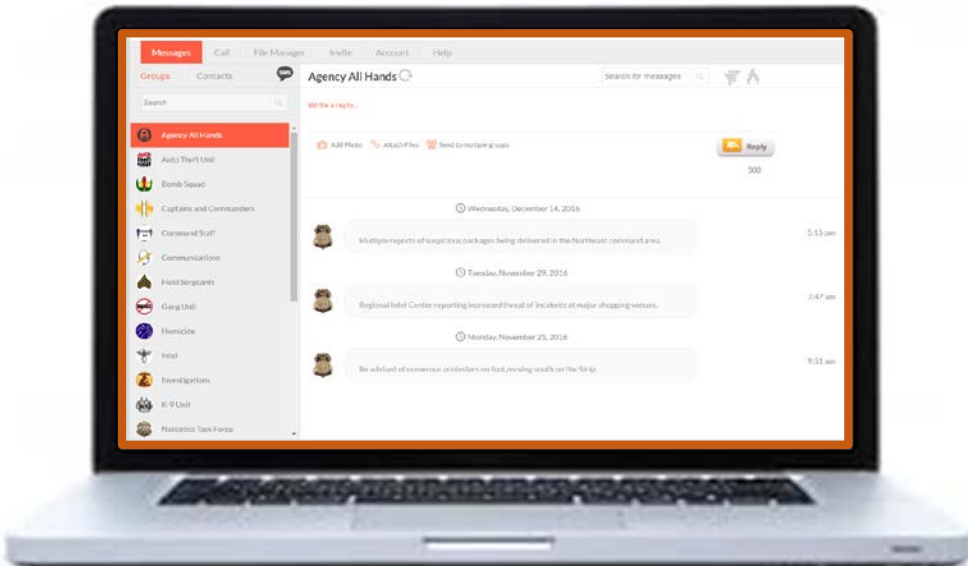 Messages Call File Manager Invite Account Help
Groups Contacts SMS
Agency All Hands
Search for messages
Search
Write a reply...
Agency All Hands
Add Photo Attach Files Send to multiple groups
Reply
500
Auto Theft Unit
Bomb Squad
Captains and Commanders
Command Staff
Communications
Field Sergeants
Gang Unit
Homicide
Intel
Investigations
K-9 Unit
Narcotics Task Force
Wednesday, December 14, 2016
Multiple reports of suspicious packages being delivered in the Northeast command area.
5:15 am
Tuesday, November 29, 2016
Regional Intel Center reporting increased threat of incidents at major shopping venues.
7:47 am
Monday, November 21, 2016
Be advised of numerous protesters on foot, moving south on the Strip.
9:51 am